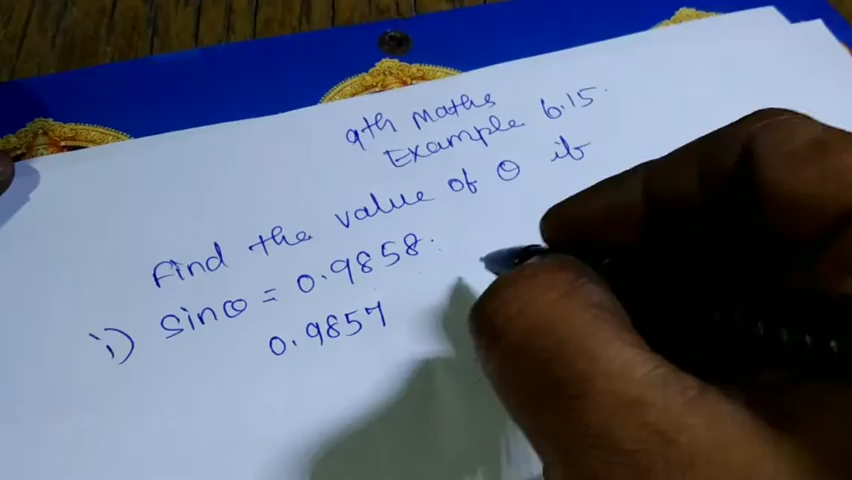 9th Maths
Example 6.15.
Find the value of θ if
i) sinθ = 0.9858.
0.9857